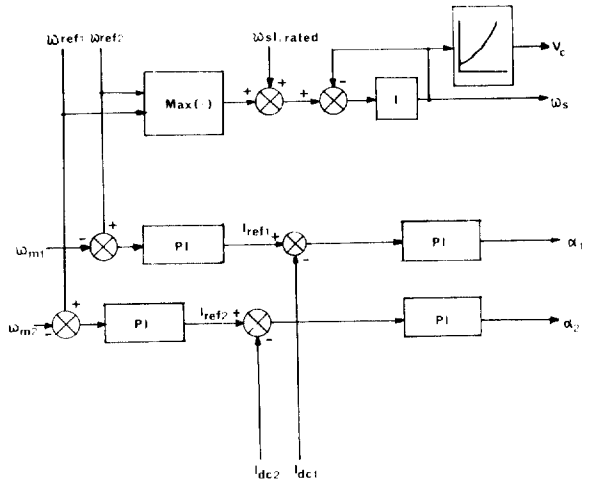 ωref1 ωref2 ωsl,rated
Vc
+ + + -
Max(·) I
ωs
+ -
ωm1 PI Iref1 + - PI α1
+ -
ωm2 PI Iref2 + - PI α2
Idc2 Idc1